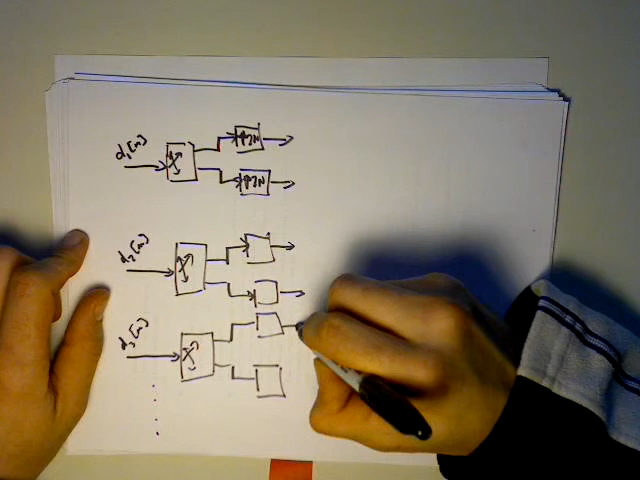 d₁[n]
↑2N
↑2N
d₂[n]
d₃[n]